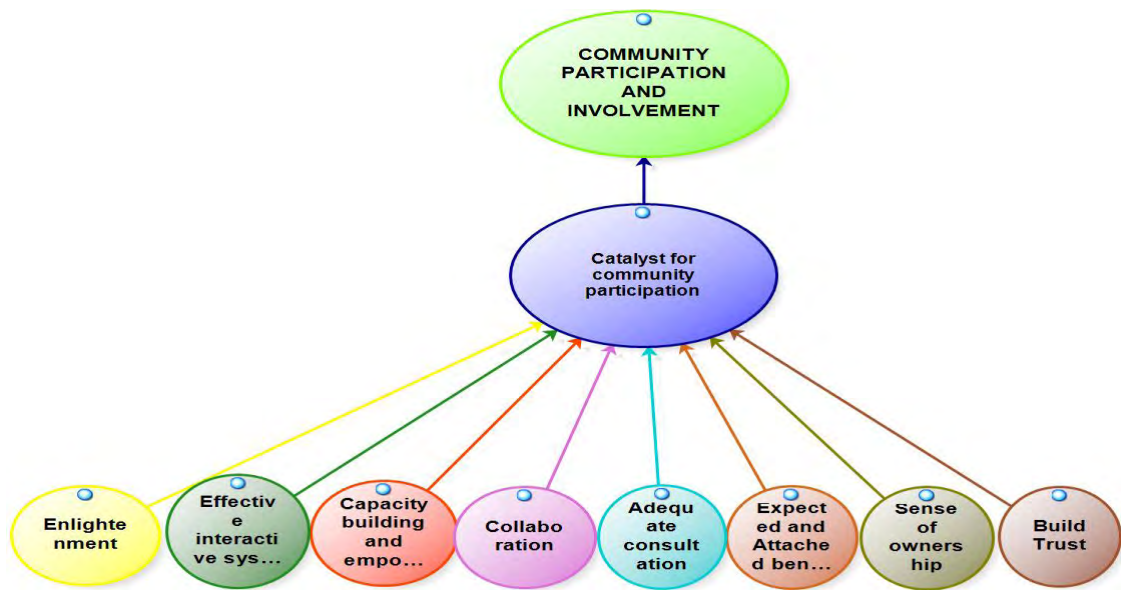 COMMUNITY
PARTICIPATION
AND
INVOLVEMENT
Catalyst for
community
participation
Enlighte
nment
Effectiv
e
interacti
ve sys...
Capacity
building
and
empo...
Collabo
ration
Adequ
ate
consult
ation
Expect
ed and
Attache
d ben...
Sense
of
owners
hip
Build
Trust